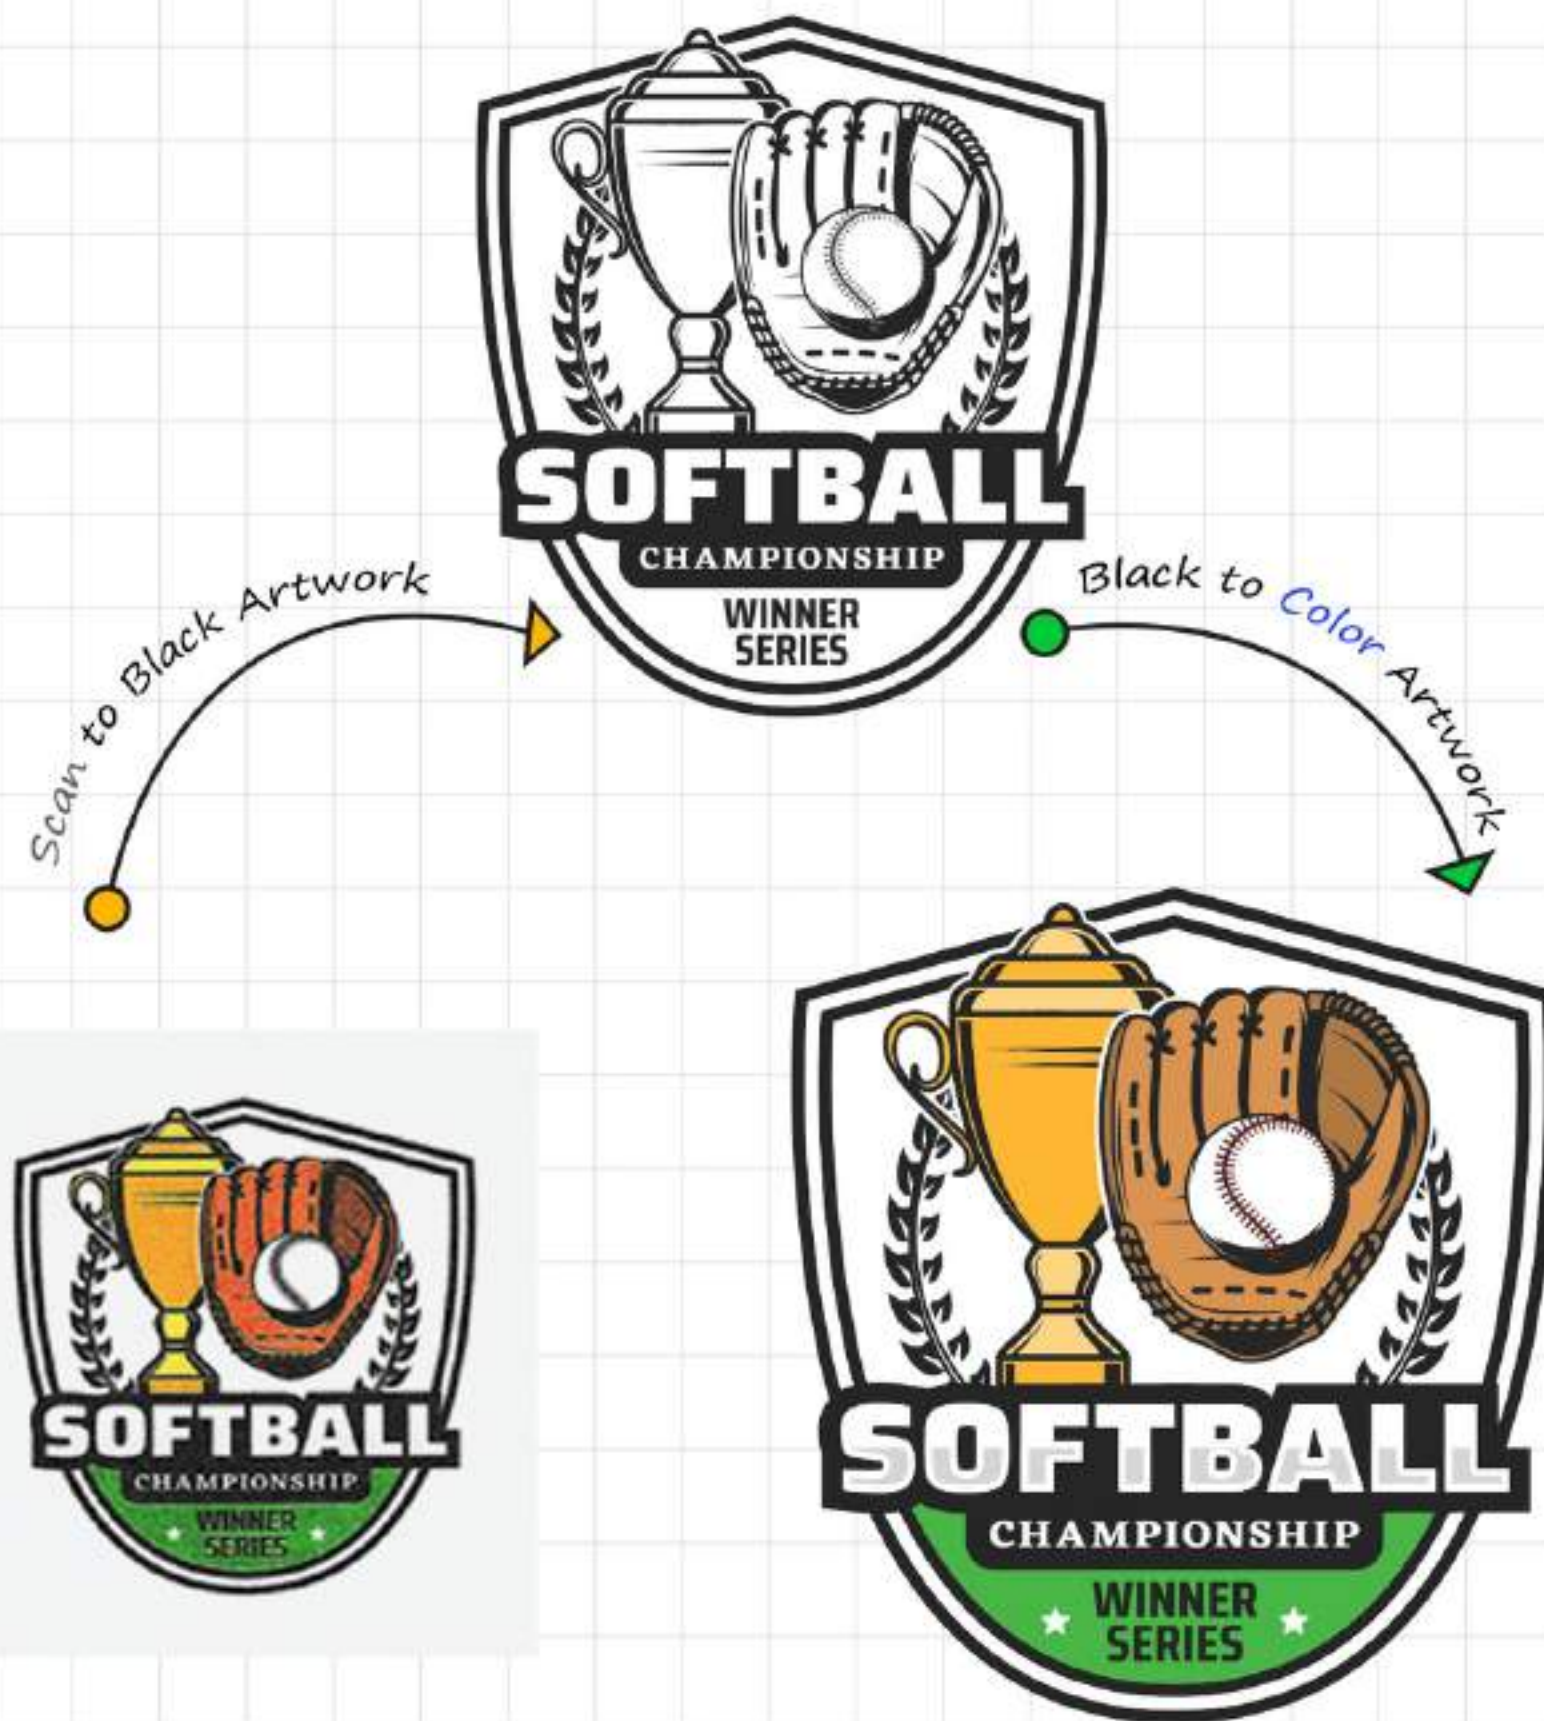 SOFTBALL
CHAMPIONSHIP
WINNER
SERIES
Scan to Black Artwork
Black to Color Artwork
SOFTBALL
CHAMPIONSHIP
WINNER
SERIES
SOFTBALL
CHAMPIONSHIP
WINNER
SERIES